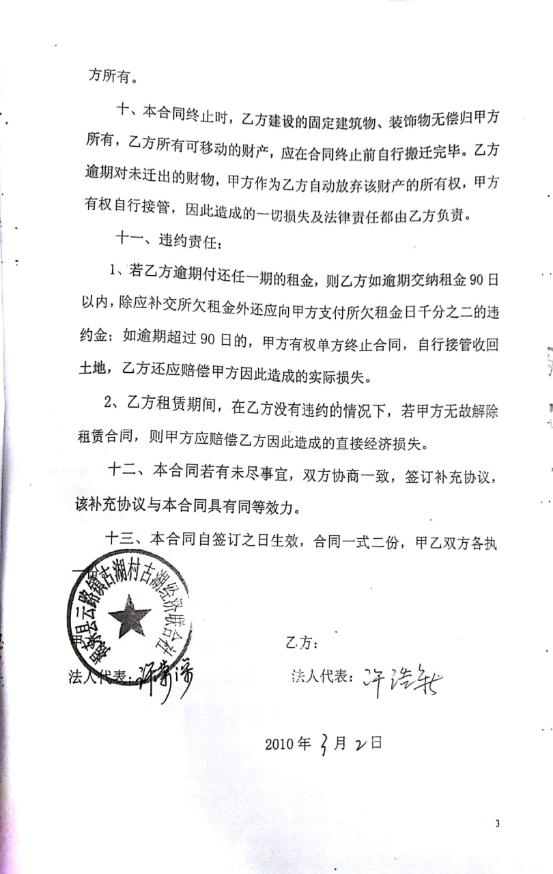 方所有。
十、本合同终止时，乙方建设的固定建筑物、装饰物无偿归甲方
所有，乙方所有可移动的财产，应在合同终止前自行搬迁完毕。乙方
逾期对未迁出的财物，甲方作为乙方自动放弃该财产的所有权，甲方
有权自行接管，因此造成的一切损失及法律责任都由乙方负责。
十一、违约责任：
1、若乙方逾期付还任一期的租金，则乙方如逾期交纳租金90日
以内，除应补交所欠租金外还应向甲方支付所欠租金日千分之二的违
约金；如逾期超过90日的，甲方有权单方终止合同，自行接管收回
土地，乙方还应赔偿甲方因此造成的实际损失。
2、乙方租赁期间，在乙方没有违约的情况下，若甲方无故解除
租赁合同，则甲方应赔偿乙方因此造成的直接经济损失。
十二、本合同若有未尽事宜，双方协商一致，签订补充协议，
该补充协议与本合同具有同等效力。
十三、本合同自签订之日生效，合同一式二份，甲乙双方各执
一
县云路镇古湖村古湖经济联合社
乙方：
法人代表：许
法人代表：许浩
2010年3月2日
3